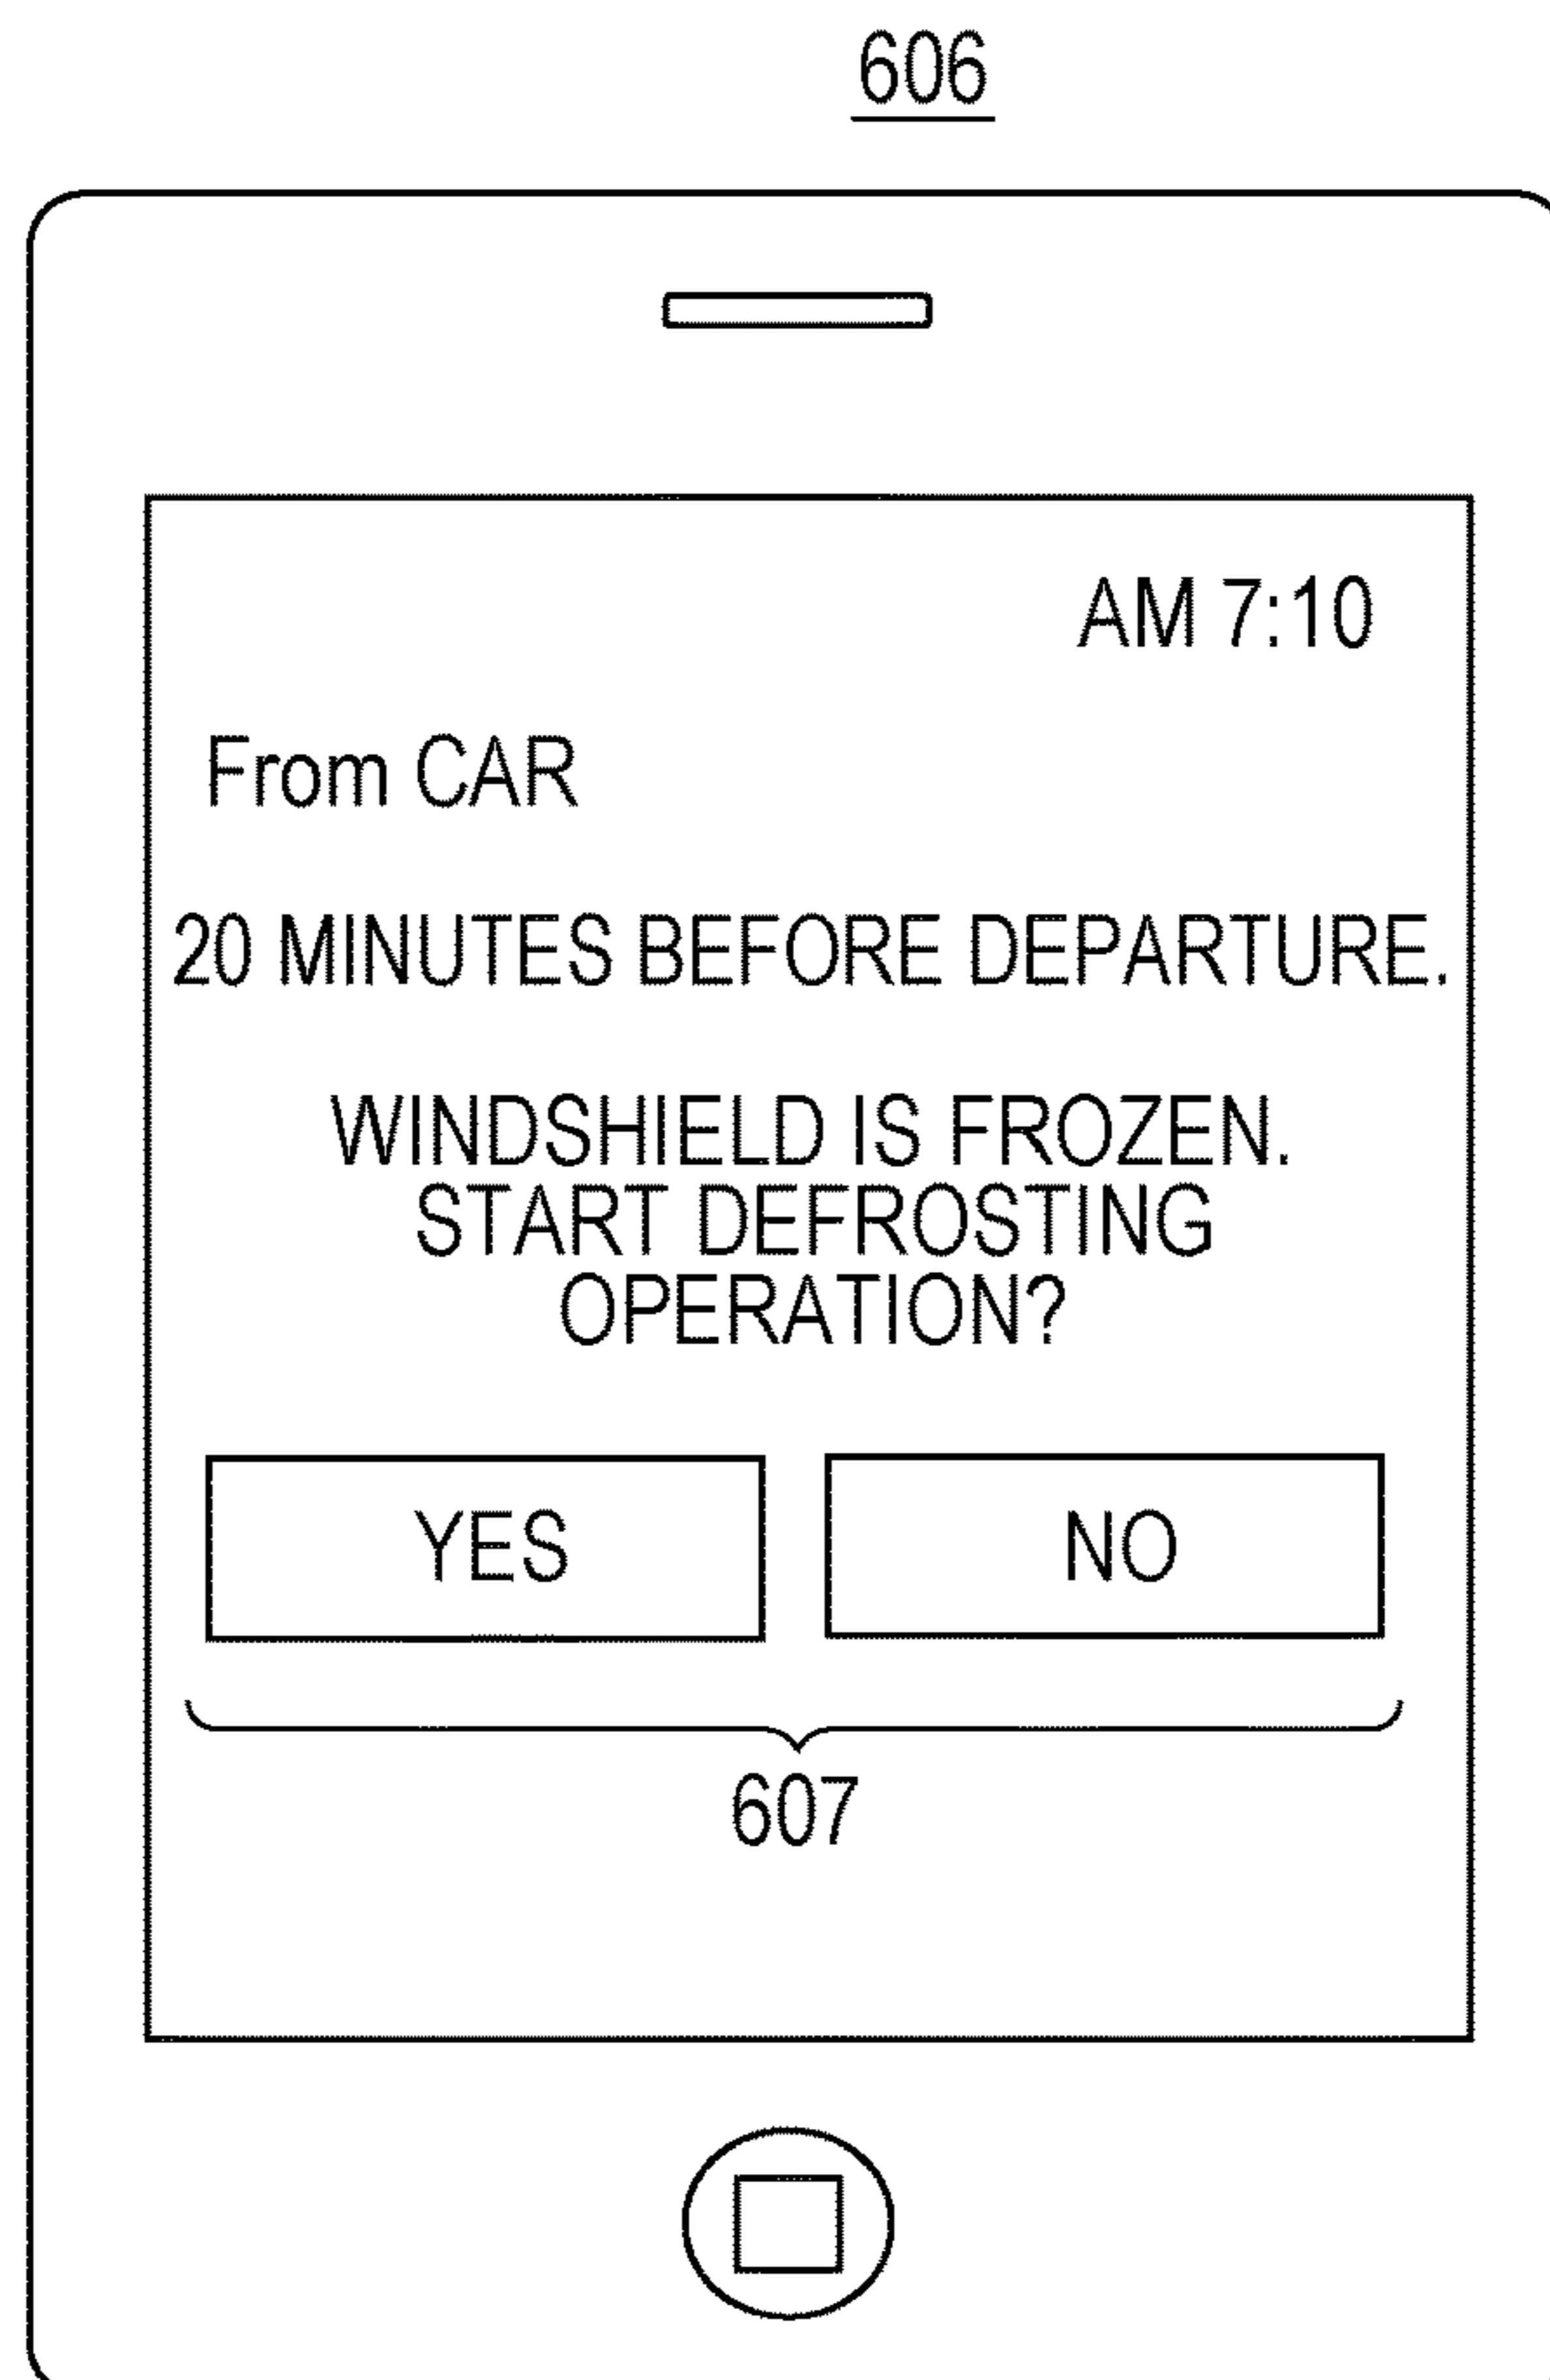 606
AM 7:10
From CAR
20 MINUTES BEFORE DEPARTURE.
WINDSHIELD IS FROZEN.
START DEFROSTING
OPERATION?
YES NO
607